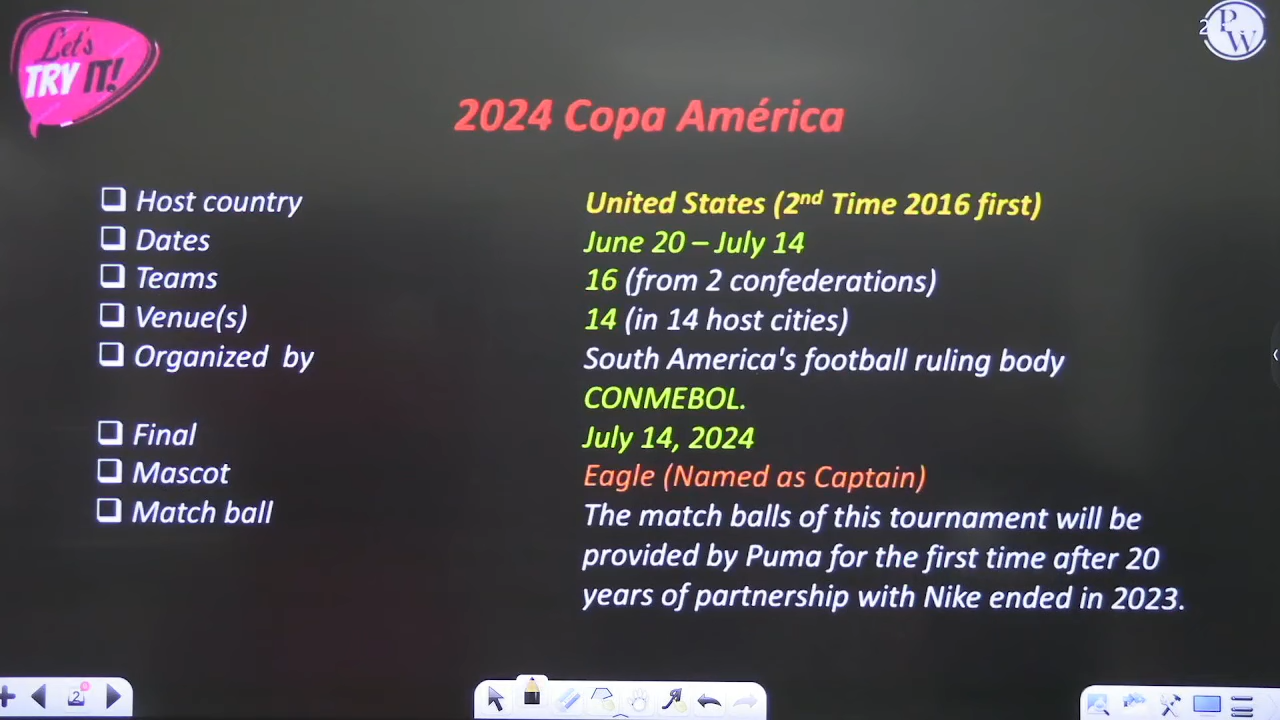 Let's
TRY IT!
2
PW
2024 Copa América
❑ Host country United States (2nd Time 2016 first)
❑ Dates June 20 – July 14
❑ Teams 16 (from 2 confederations)
❑ Venue(s) 14 (in 14 host cities)
❑ Organized by South America's football ruling body
CONMEBOL.
❑ Final July 14, 2024
❑ Mascot Eagle (Named as Captain)
❑ Match ball The match balls of this tournament will be
provided by Puma for the first time after 20
years of partnership with Nike ended in 2023.
2